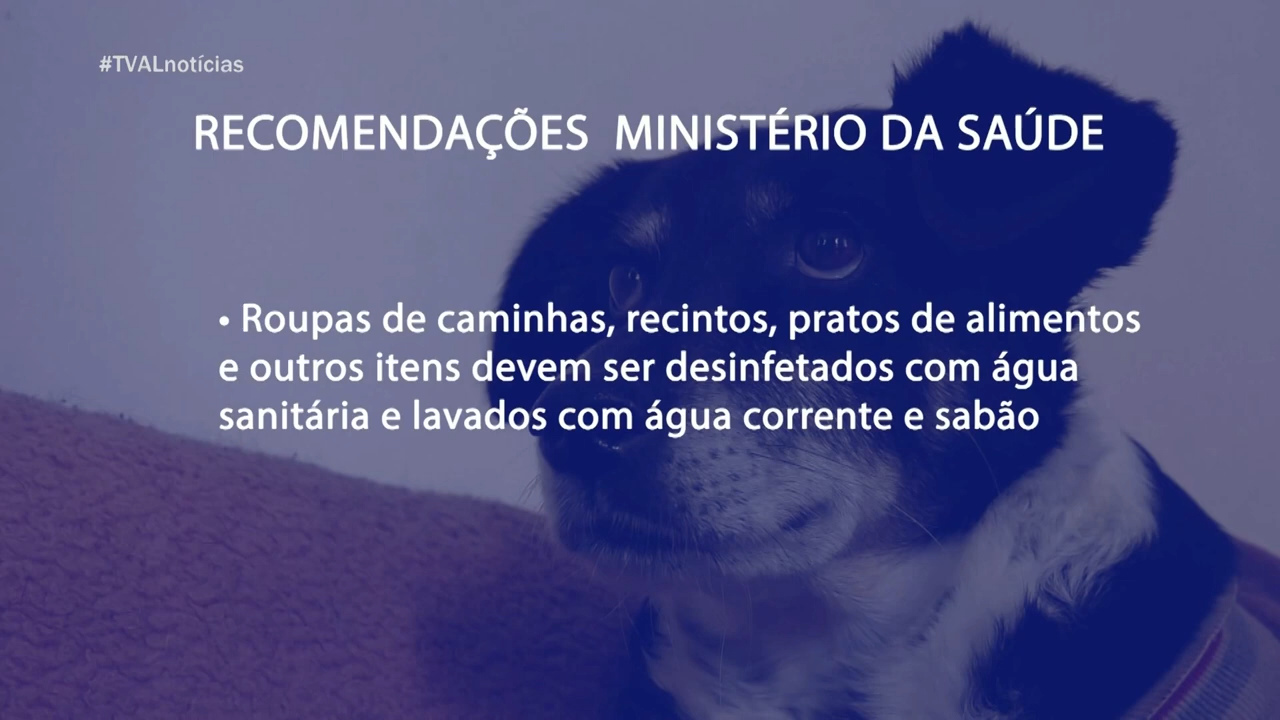 #TVALnotícias
RECOMENDAÇÕES MINISTÉRIO DA SAÚDE
• Roupas de caminhas, recintos, pratos de alimentos
e outros itens devem ser desinfetados com água
sanitária e lavados com água corrente e sabão